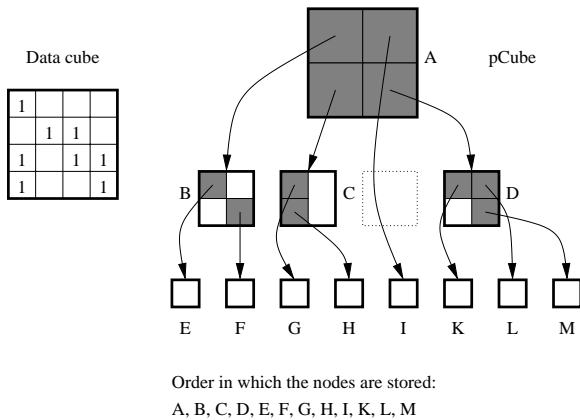 Data cube
pCube
A
1
1 1
1 1 1
1 1
B
C
D
E F G H I K L M
Order in which the nodes are stored:
A, B, C, D, E, F, G, H, I, K, L, M